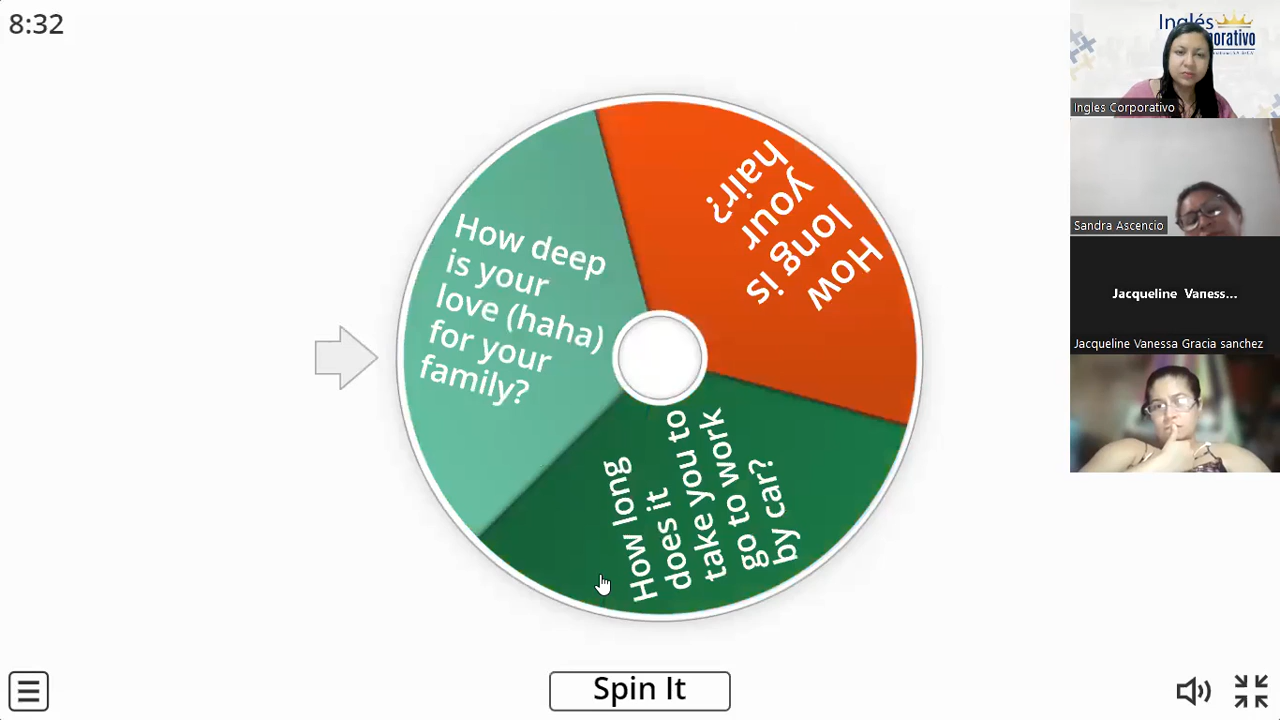 8:32
How deep
is your
love (haha)
for your
family?
How
long is
your
hair?
How long
does it
take you to
go to work
by car?
Spin It
Inglés
Ingles Corporativo
Sandra Ascencio
Jacqueline Vaness...
Jacqueline Vanessa Gracia sanchez